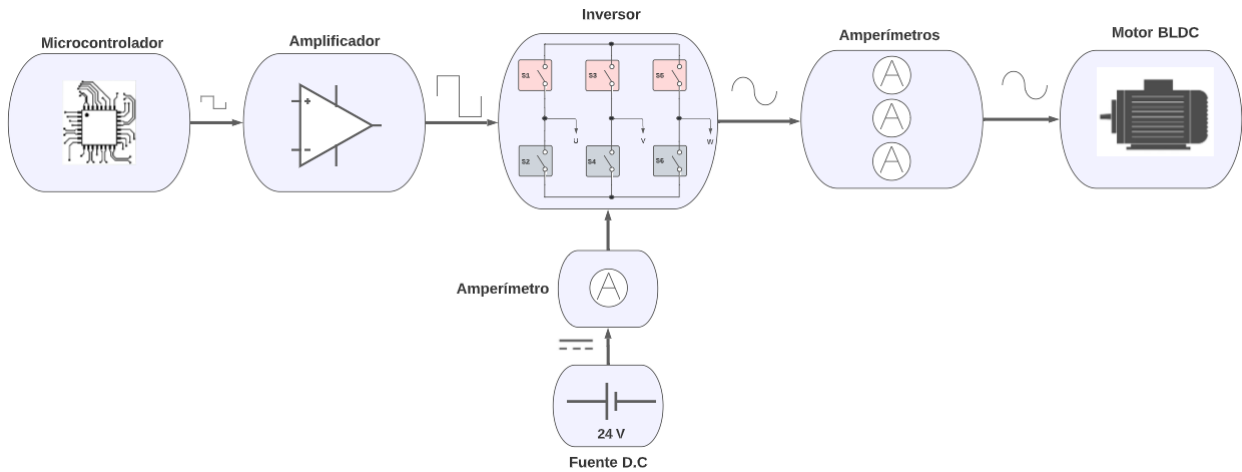 Inversor
Microcontrolador
Amplificador
Amperímetros
Motor BLDC
S1
S3
S5
+
−
U
V
W
S2
S4
S6
A
A
A
Amperímetro
A
24 V
Fuente D.C